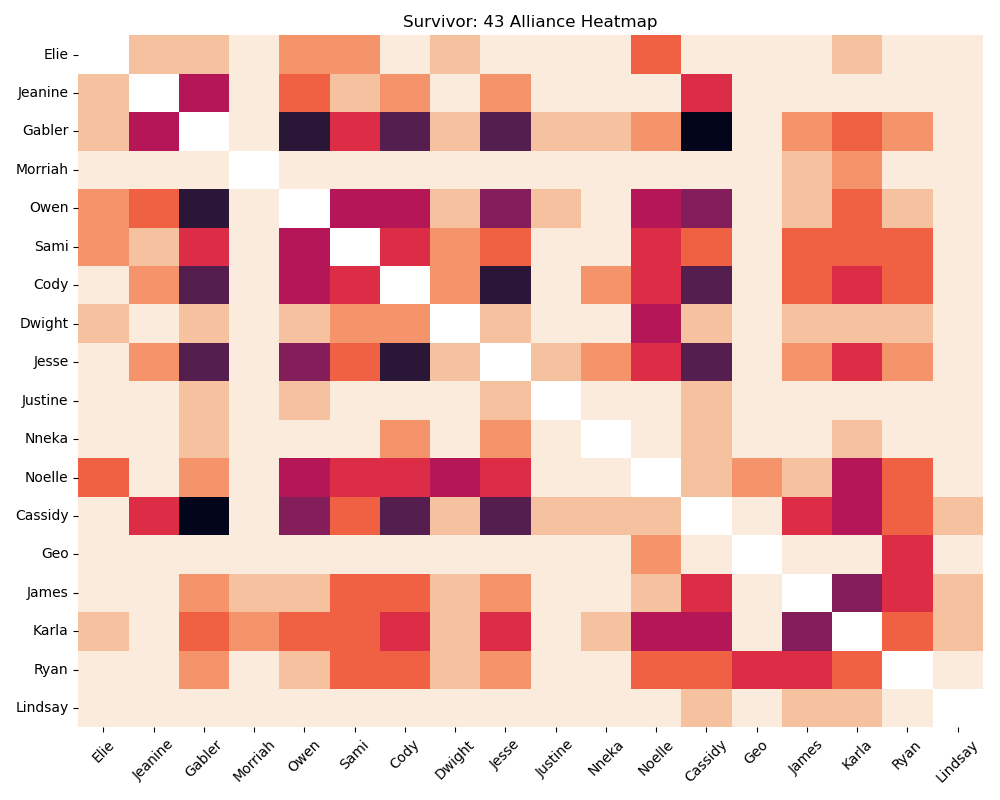 Survivor: 43 Alliance Heatmap
Elie
Jeanine
Gabler
Morriah
Owen
Sami
Cody
Dwight
Jesse
Justine
Nneka
Noelle
Cassidy
Geo
James
Karla
Ryan
Lindsay
Elie Jeanine Gabler Morriah Owen Sami Cody Dwight Jesse Justine Nneka Noelle Cassidy Geo James Karla Ryan Lindsay